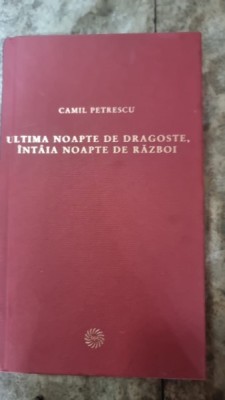 CAMIL PETRESCU
ULTIMA NOAPTE DE DRAGOSTE,
ÎNTÂIA NOAPTE DE RĂZBOI